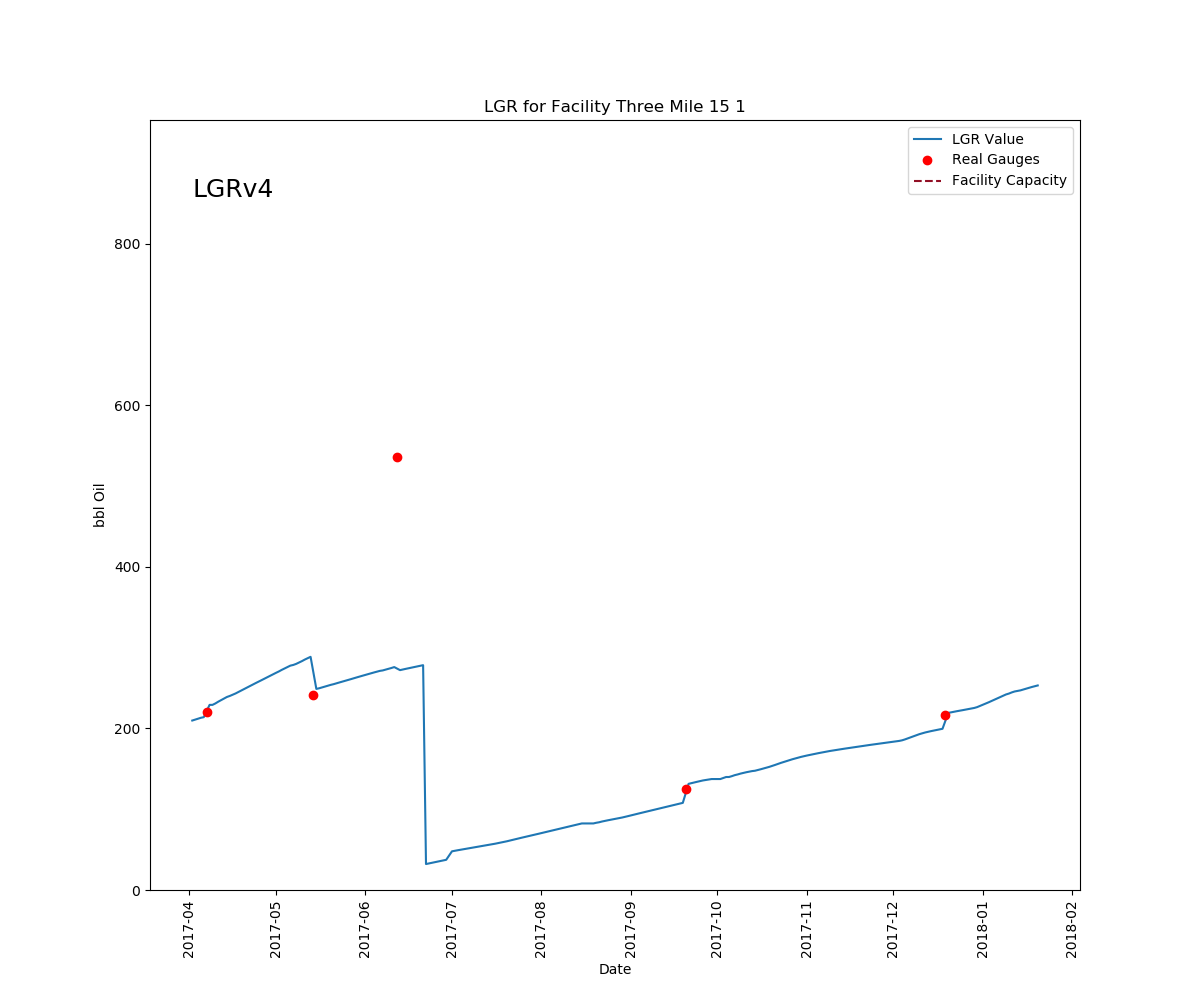 LGR for Facility Three Mile 15 1
LGR Value
Real Gauges
Facility Capacity
LGRv4
800
600
400
200
0
bbl Oil
2017-04
2017-05
2017-06
2017-07
2017-08
2017-09
2017-10
2017-11
2017-12
2018-01
2018-02
Date